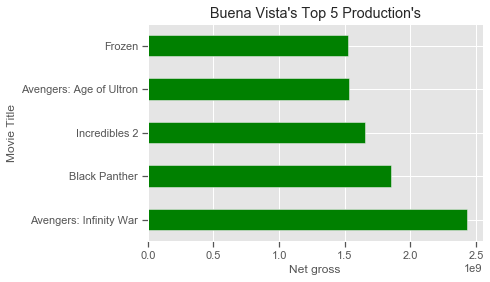 Buena Vista's Top 5 Production's
Movie Title
Frozen
Avengers: Age of Ultron
Incredibles 2
Black Panther
Avengers: Infinity War
0.0 0.5 1.0 1.5 2.0 2.5
1e9
Net gross